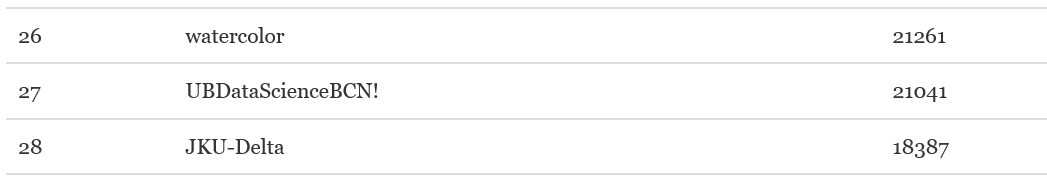 26 watercolor 21261
27 UBDataScienceBCN! 21041
28 JKU-Delta 18387